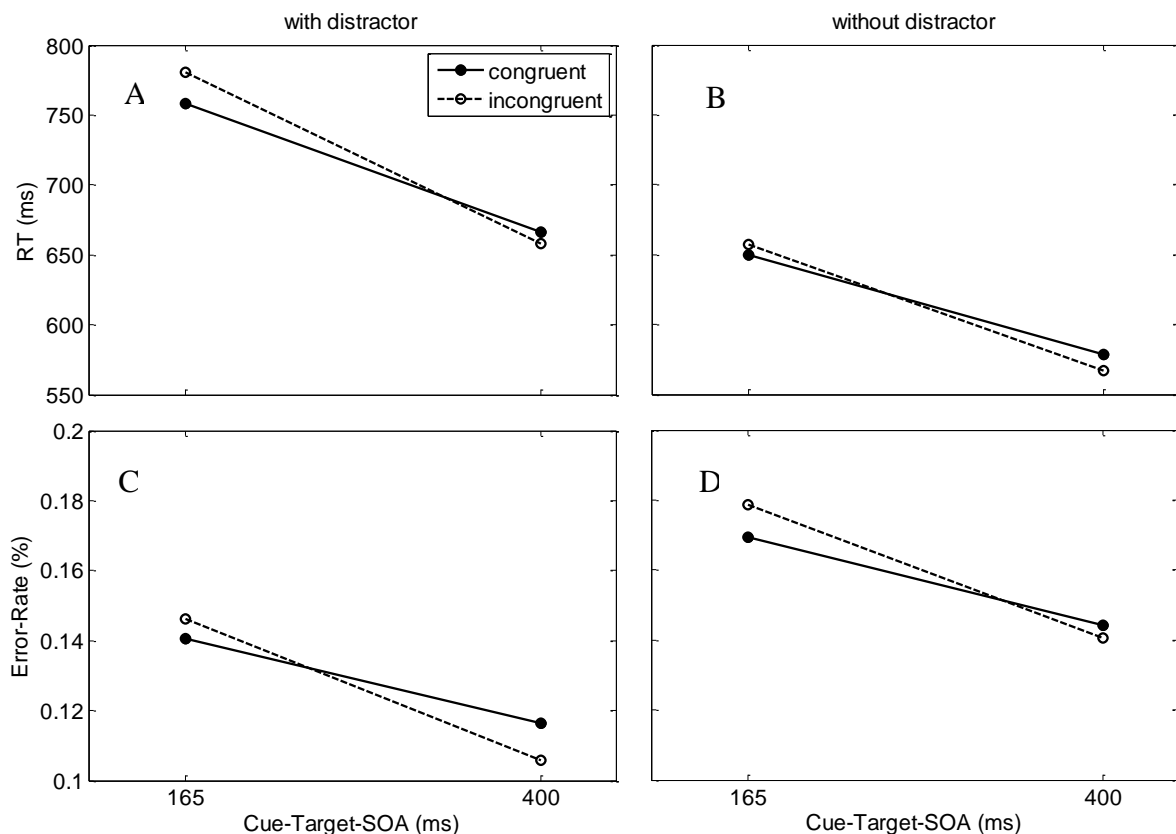 with distractor
without distractor
800
750
700
650
600
550
RT (ms)
A
congruent
incongruent
B
0.2
0.18
0.16
0.14
0.12
0.1
Error-Rate (%)
C
D
165
400
165
400
Cue-Target-SOA (ms)
Cue-Target-SOA (ms)